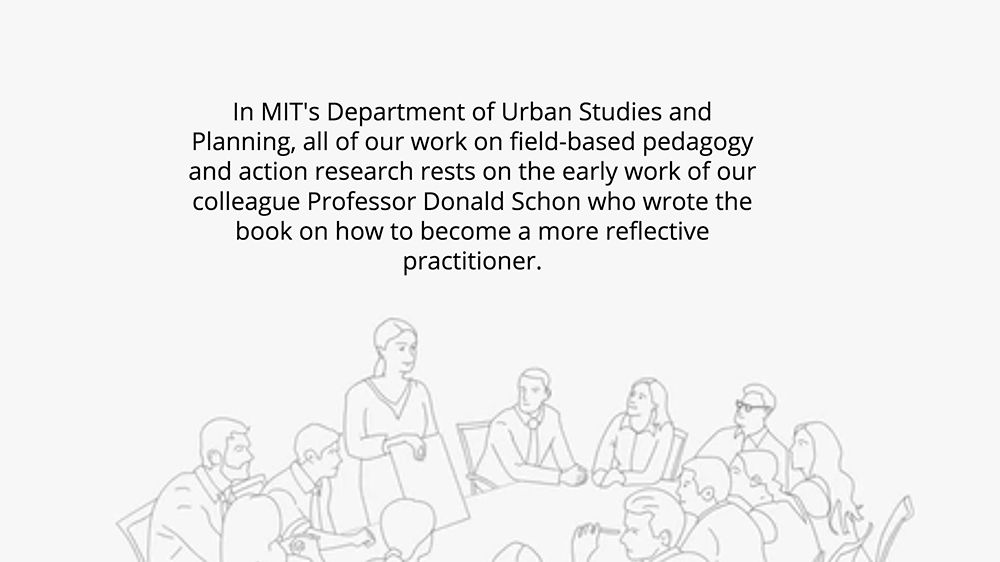 In MIT's Department of Urban Studies and
Planning, all of our work on field-based pedagogy
and action research rests on the early work of our
colleague Professor Donald Schon who wrote the
book on how to become a more reflective
practitioner.